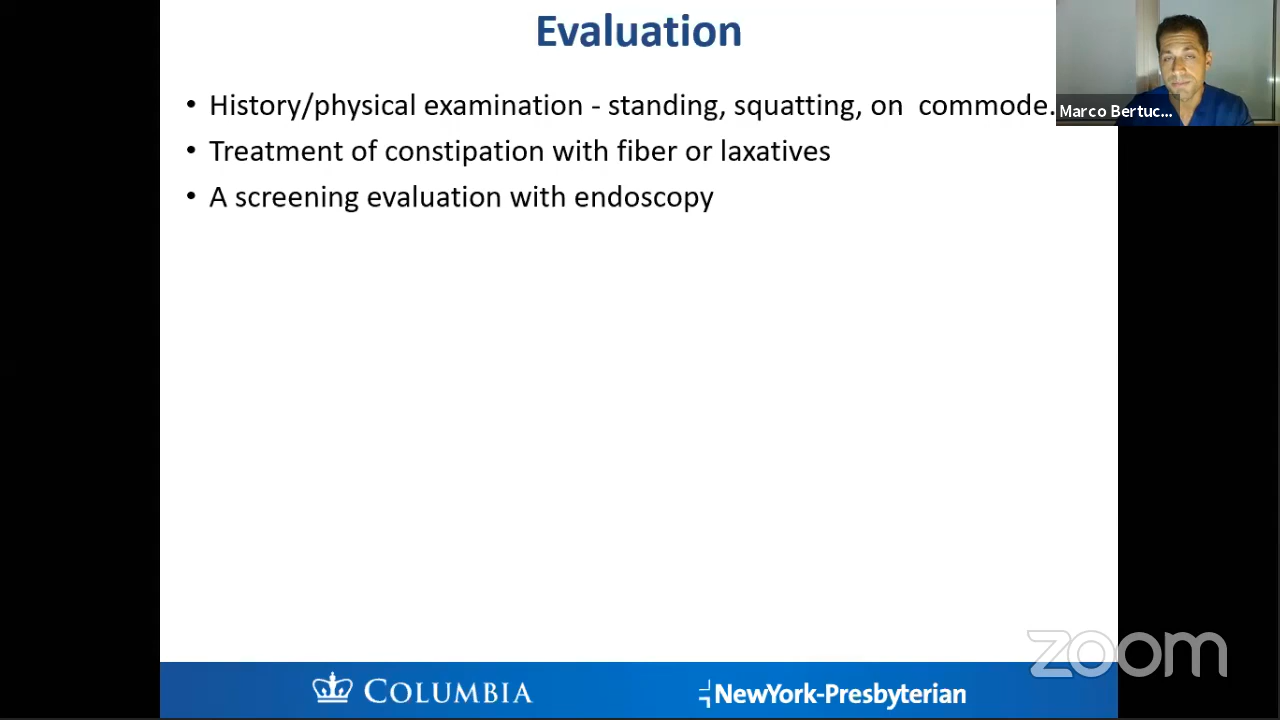 Evaluation
• History/physical examination - standing, squatting, on commode.
• Treatment of constipation with fiber or laxatives
• A screening evaluation with endoscopy
Marco Bertuc...
COLUMBIA
NewYork-Presbyterian
zoom